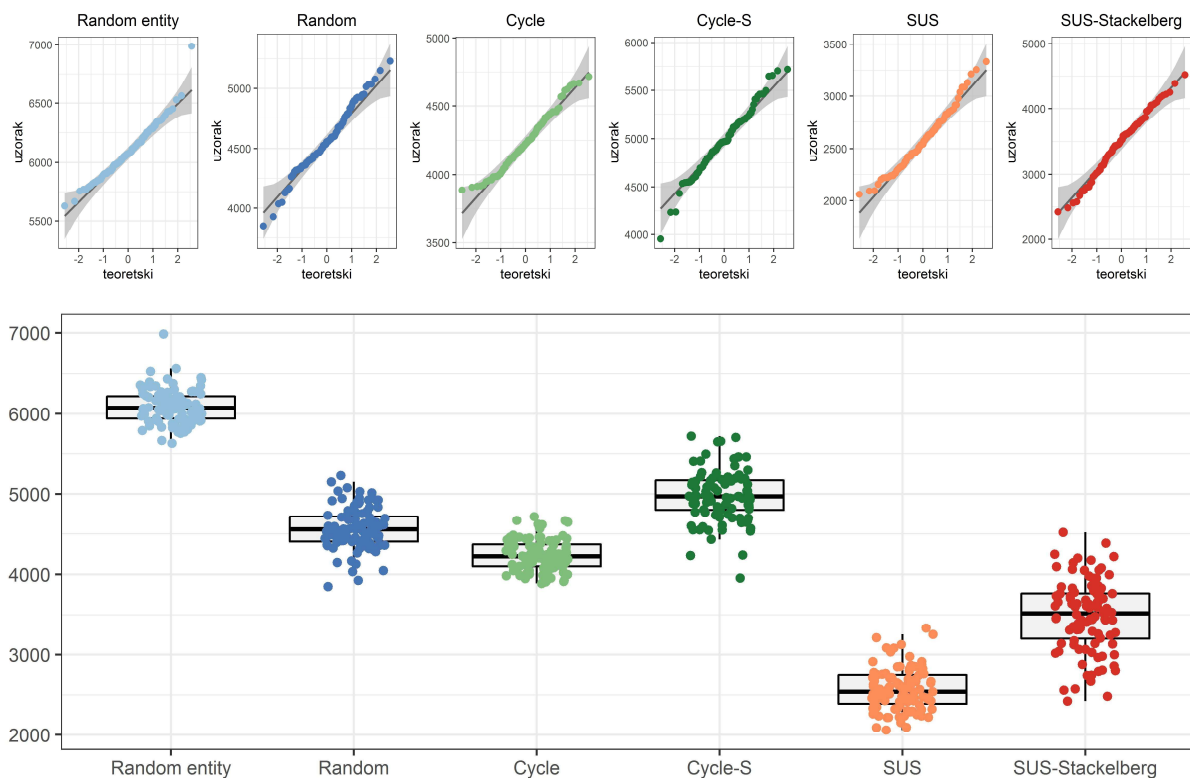 Random entity
Random
Cycle
Cycle-S
SUS
SUS-Stackelberg
7000
6500
6000
5500
uzorak
-2 -1 0 1 2
teoretski
5000
4500
4000
uzorak
-2 -1 0 1 2
teoretski
5000
4500
4000
3500
uzorak
-2 -1 0 1 2
teoretski
6000
5500
5000
4500
4000
uzorak
-2 -1 0 1 2
teoretski
3500
3000
2500
2000
uzorak
-2 -1 0 1 2
teoretski
5000
4000
3000
2000
uzorak
-2 -1 0 1 2
teoretski
7000
6000
5000
4000
3000
2000
Random entity
Random
Cycle
Cycle-S
SUS
SUS-Stackelberg